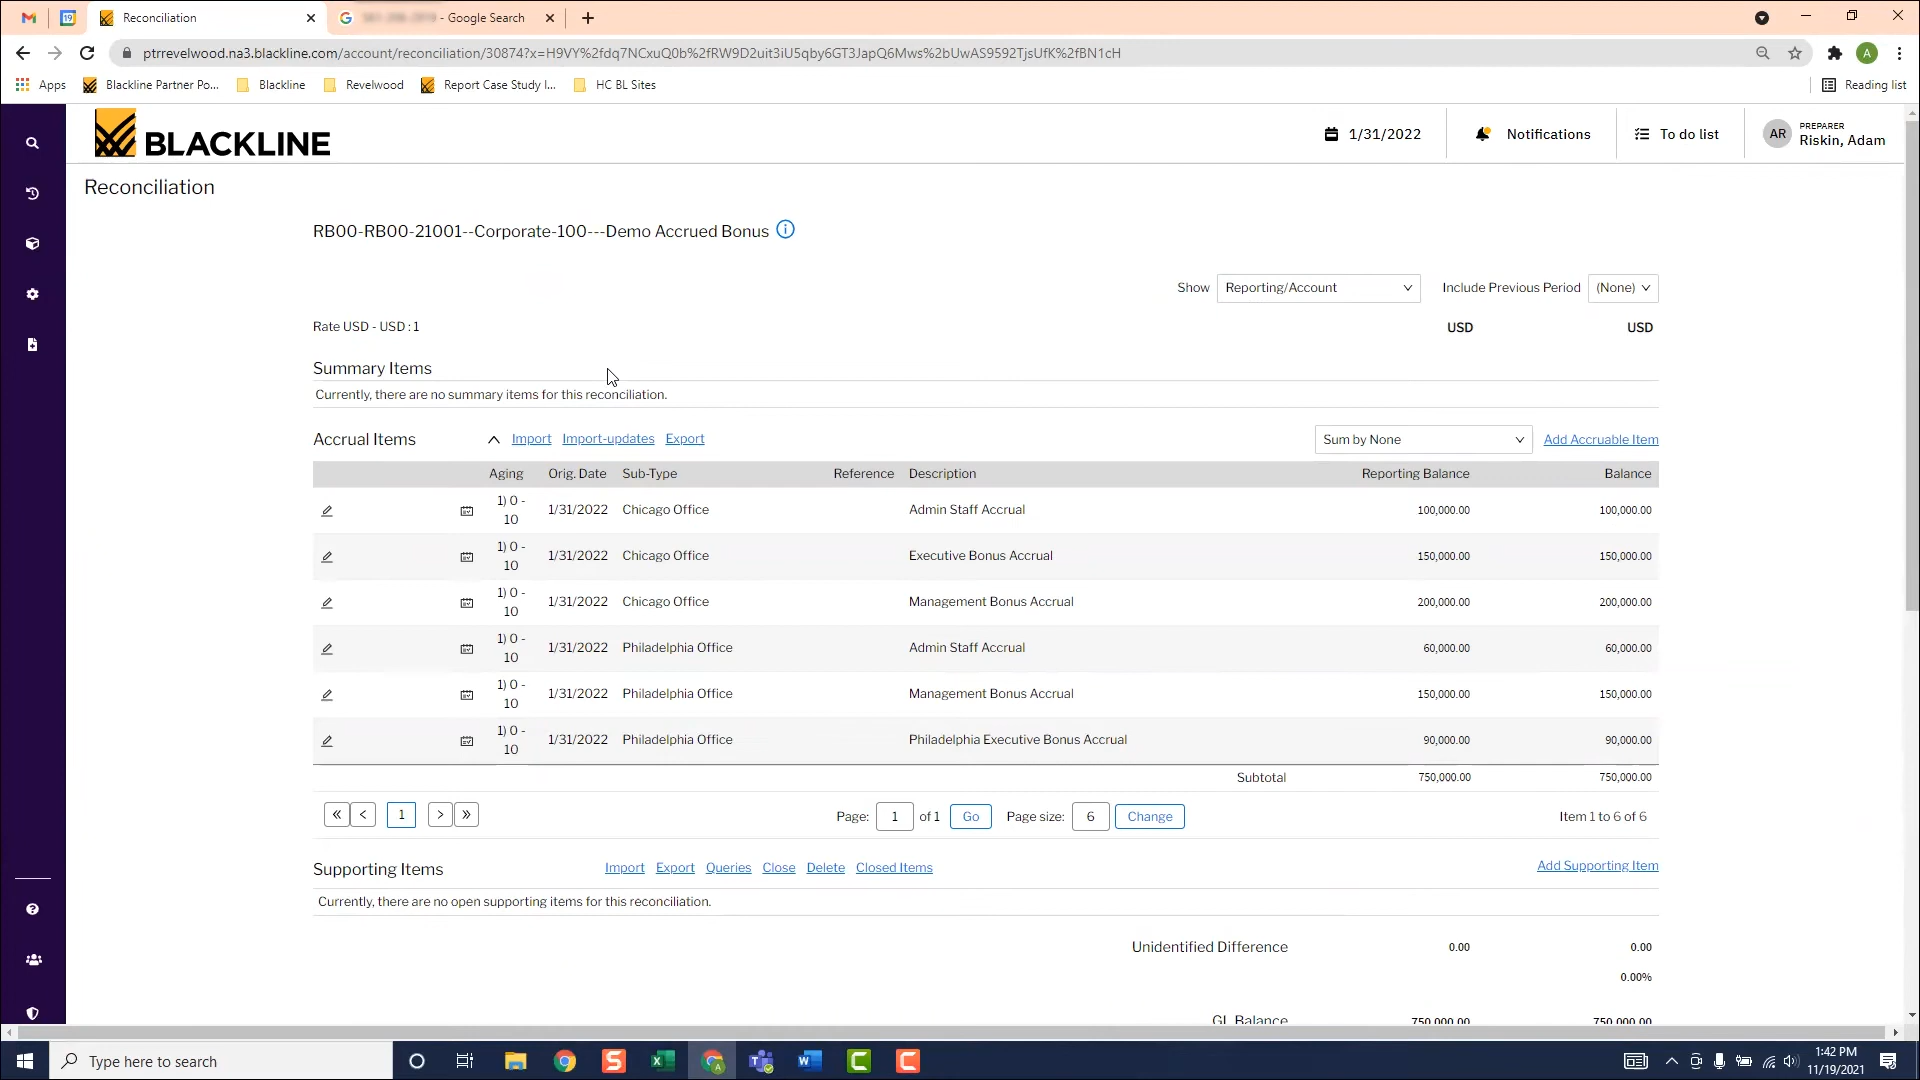 Reconciliation
- Google Search
ptrrevelwood.na3.blackline.com/account/reconciliation/30874?x=H9VY%2fdq7NCxuQ0b%2fRW9D2uit3iU5qby6GT3JapQ6Mws%2bUwAS9592TjsUfK%2fBN1cH
A
Apps
Blackline Partner Po...
Blackline
Revelwood
Report Case Study I...
HC BL Sites
Reading list
BLACKLINE
1/31/2022
Notifications
To do list
AR
PREPARER
Riskin, Adam
Reconciliation
RB00-RB00-21001--Corporate-100---Demo Accrued Bonus
Show Reporting/Account Include Previous Period (None)
Rate USD - USD : 1 USD USD
Summary Items
Currently, there are no summary items for this reconciliation.
Accrual Items Import Import-updates Export Sum by None Add Accruable Item
Aging Orig. Date Sub-Type Reference Description Reporting Balance Balance
1) 0 - 10 1/31/2022 Chicago Office Admin Staff Accrual 100,000.00 100,000.00
1) 0 - 10 1/31/2022 Chicago Office Executive Bonus Accrual 150,000.00 150,000.00
1) 0 - 10 1/31/2022 Chicago Office Management Bonus Accrual 200,000.00 200,000.00
1) 0 - 10 1/31/2022 Philadelphia Office Admin Staff Accrual 60,000.00 60,000.00
1) 0 - 10 1/31/2022 Philadelphia Office Management Bonus Accrual 150,000.00 150,000.00
1) 0 - 10 1/31/2022 Philadelphia Office Philadelphia Executive Bonus Accrual 90,000.00 90,000.00
Subtotal 750,000.00 750,000.00
« < 1 > » Page: 1 of 1 Go Page size: 6 Change Item 1 to 6 of 6
Supporting Items Import Export Queries Close Delete Closed Items Add Supporting Item
Currently, there are no open supporting items for this reconciliation.
Unidentified Difference 0.00 0.00
0.00%
GL Balance 750,000.00 750,000.00
Type here to search
1:42 PM
11/19/2021